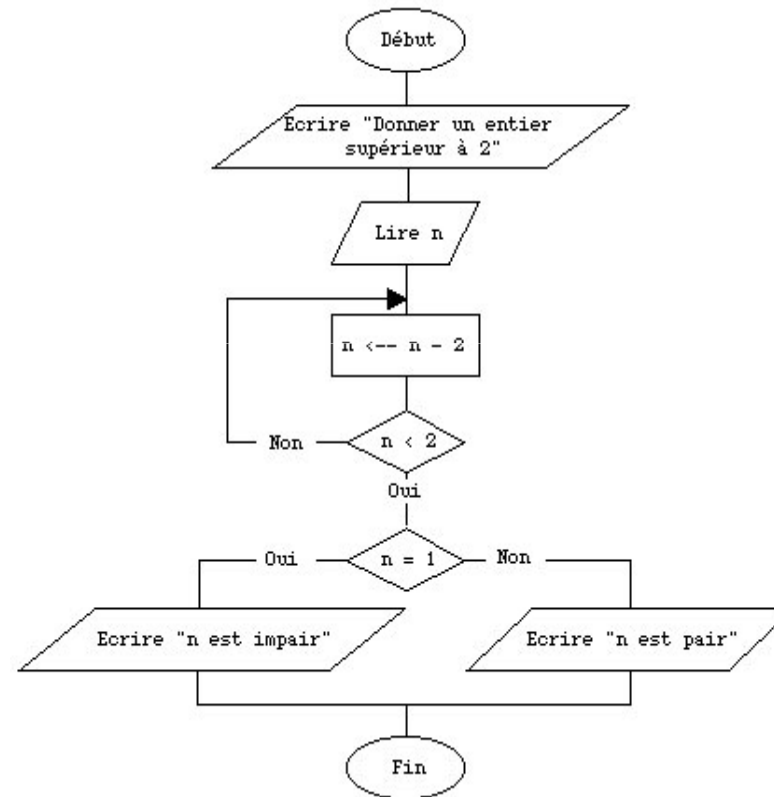 Début
Ecrire "Donner un entier
supérieur à 2"
Lire n
n <-- n - 2
Non
n < 2
Oui
Oui
n = 1
Non
Ecrire "n est impair"
Ecrire "n est pair"
Fin